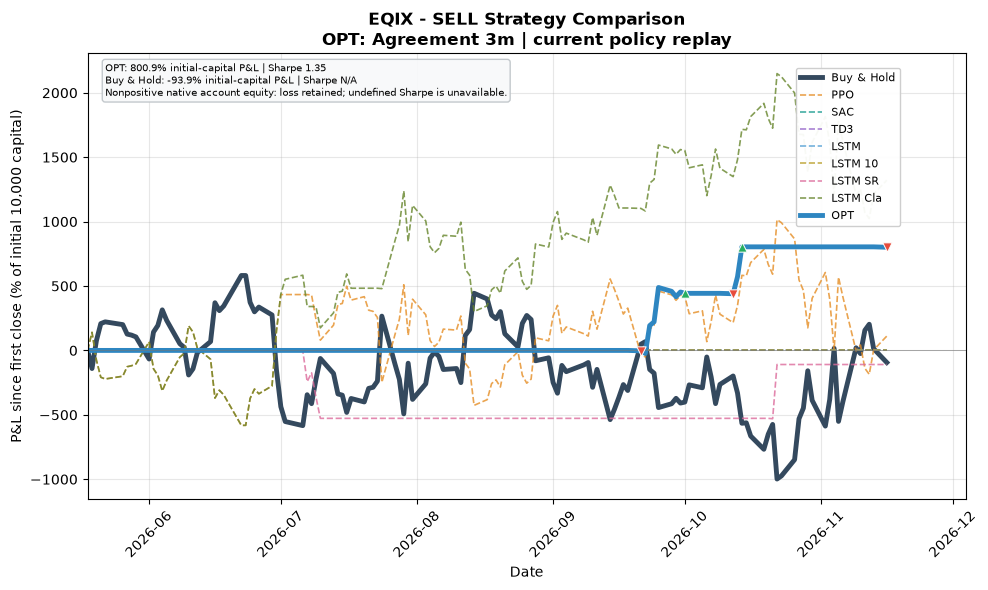 EQIX - SELL Strategy Comparison
OPT: Agreement 3m | current policy replay
OPT: 800.9% initial-capital P&L | Sharpe 1.35
Buy & Hold: -93.9% initial-capital P&L | Sharpe N/A
Nonpositive native account equity: loss retained; undefined Sharpe is unavailable.
Buy & Hold
PPO
SAC
TD3
LSTM
LSTM 10
LSTM SR
LSTM Cla
OPT
P&L since first close (% of initial 10,000 capital)
2000
1500
1000
500
0
−500
−1000
2026-06
2026-07
2026-08
2026-09
2026-10
2026-11
2026-12
Date